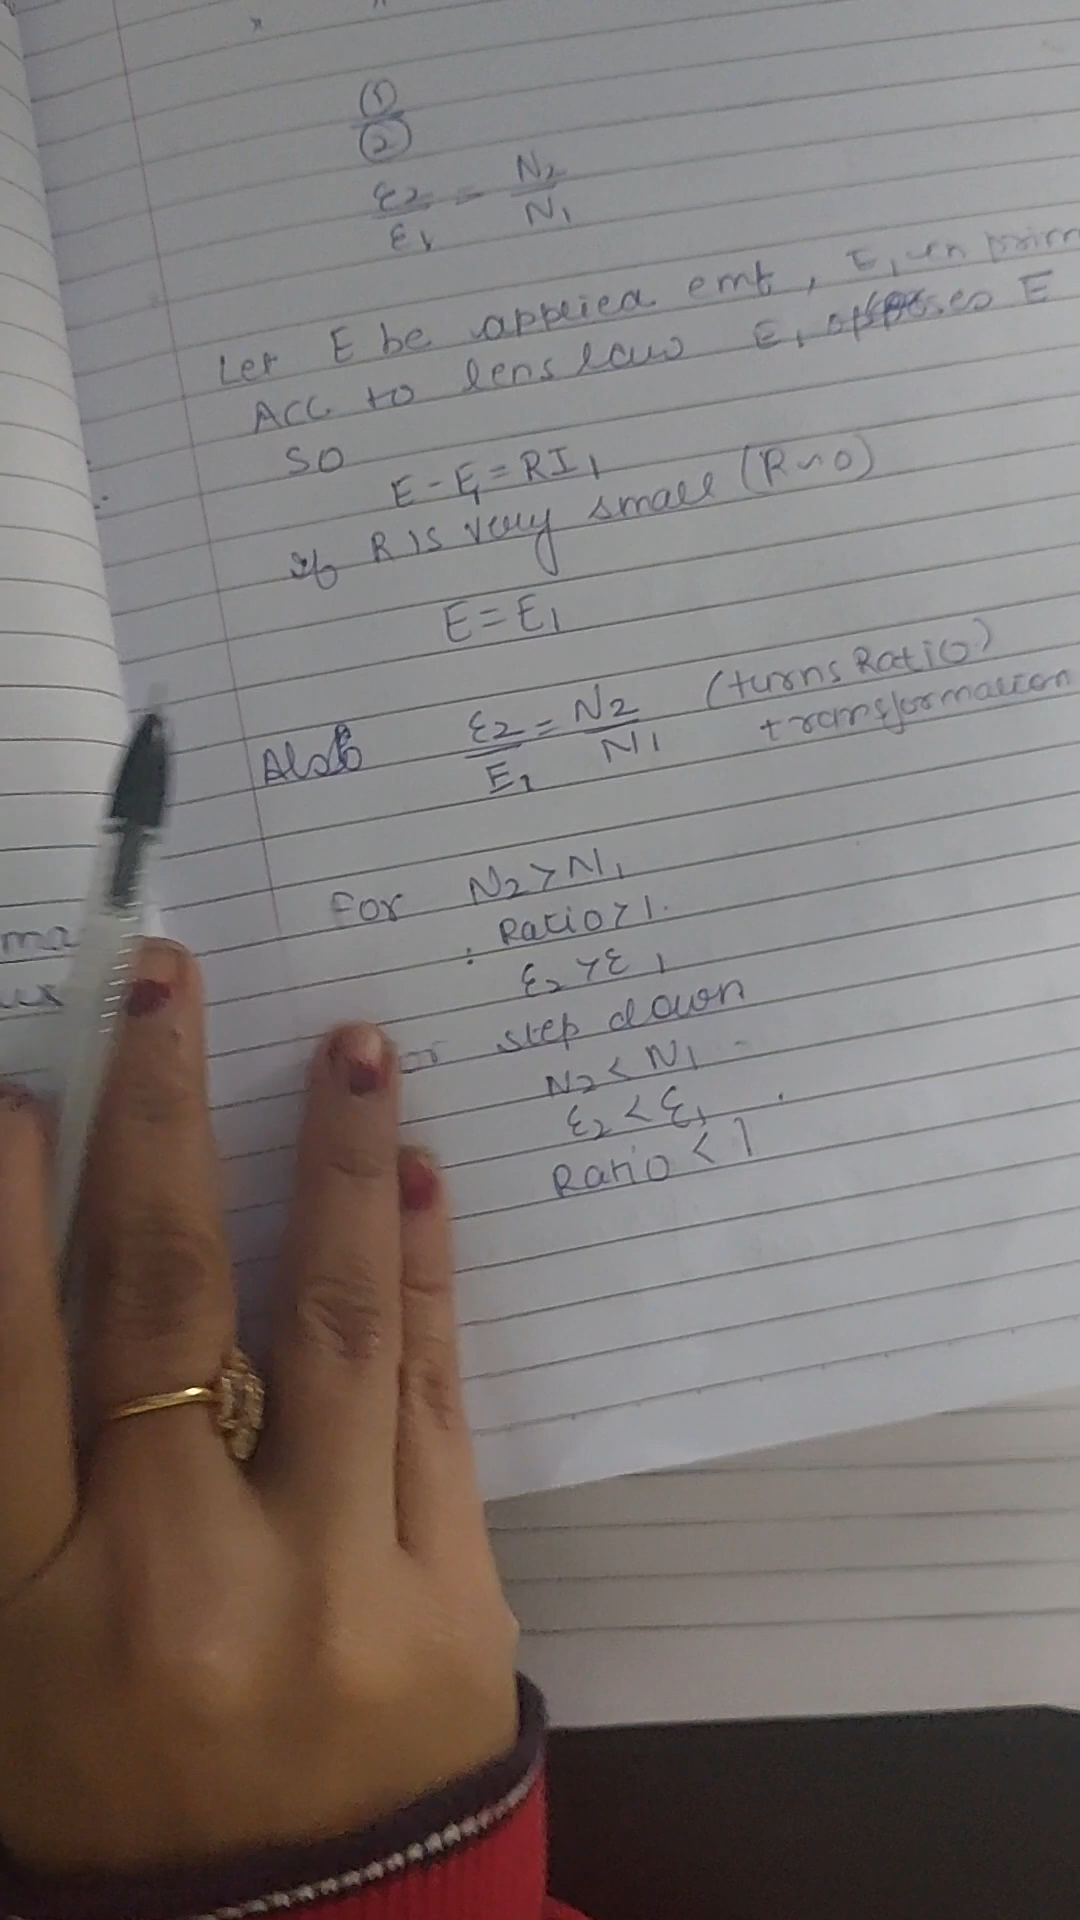 ①
②
ε2 = N2
ε1 N1
Let E be applied emf, E1 in
Acc to lens law E1 opposes E
so
E - E1 = RI1
if R is very small (R~0)
E = E1
Also ε2 = N2 (turns Ratio)
E1 N1 transformation
For N2 > N1
: Ratio > 1.
ε2 > ε1
or step down
N2 < N1
ε2 < ε1
Ratio < 1